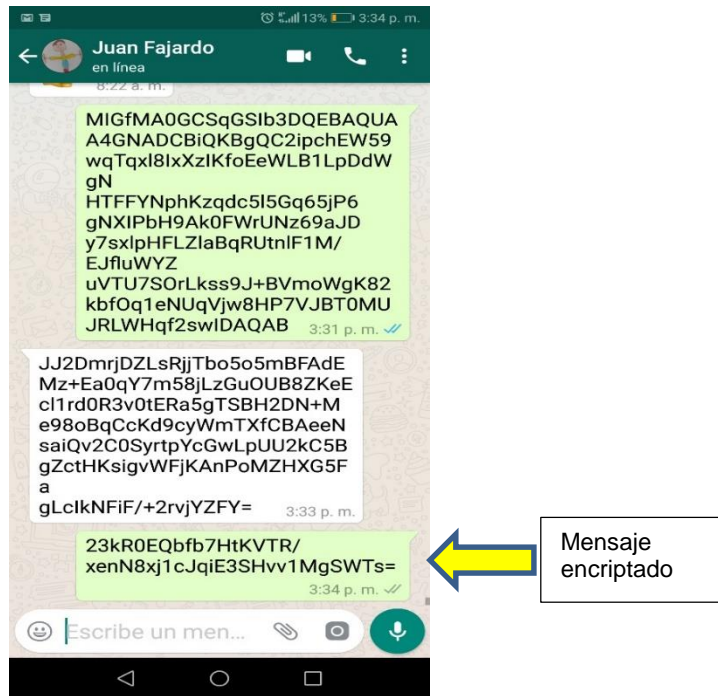 13% 3:34 p. m.
Juan Fajardo
en línea
8:22 a. m.
MIGfMA0GCSqGSIb3DQEBAQUA
A4GNADCBiQKBgQC2ipchEW59
wqTqxl8IxXzIKfoEeWLB1LpDdW
gN
HTFFYNphKzqdc5l5Gq65jP6
gNXIPbH9Ak0FWrUNz69aJD
y7sxlpHFLZlaBqRUtnlF1M/
EJfluWYZ
uVTU7SOrLkss9J+BVmoWgK82
kbfOq1eNUqVjw8HP7VJBT0MU
JRLWHqf2swIDAQAB 3:31 p. m.
JJ2DmrjDZLsRjjTbo5o5mBFAdE
Mz+Ea0qY7m58jLzGuOUB8ZKeE
cl1rd0R3v0tERa5gTSBH2DN+M
e98oBqCcKd9cyWmTXfCBAeeN
saiQv2C0SyrtpYcGwLpUU2kC5B
gZctHKsigvWFjKAnPoMZHXG5F
a
gLcIkNFiF/+2rvjYZFY= 3:33 p. m.
23kR0EQbfb7HtKVTR/
xenN8xj1cJqiE3SHvv1MgSWTs=
3:34 p. m.
Mensaje
encriptado
Escribe un men...